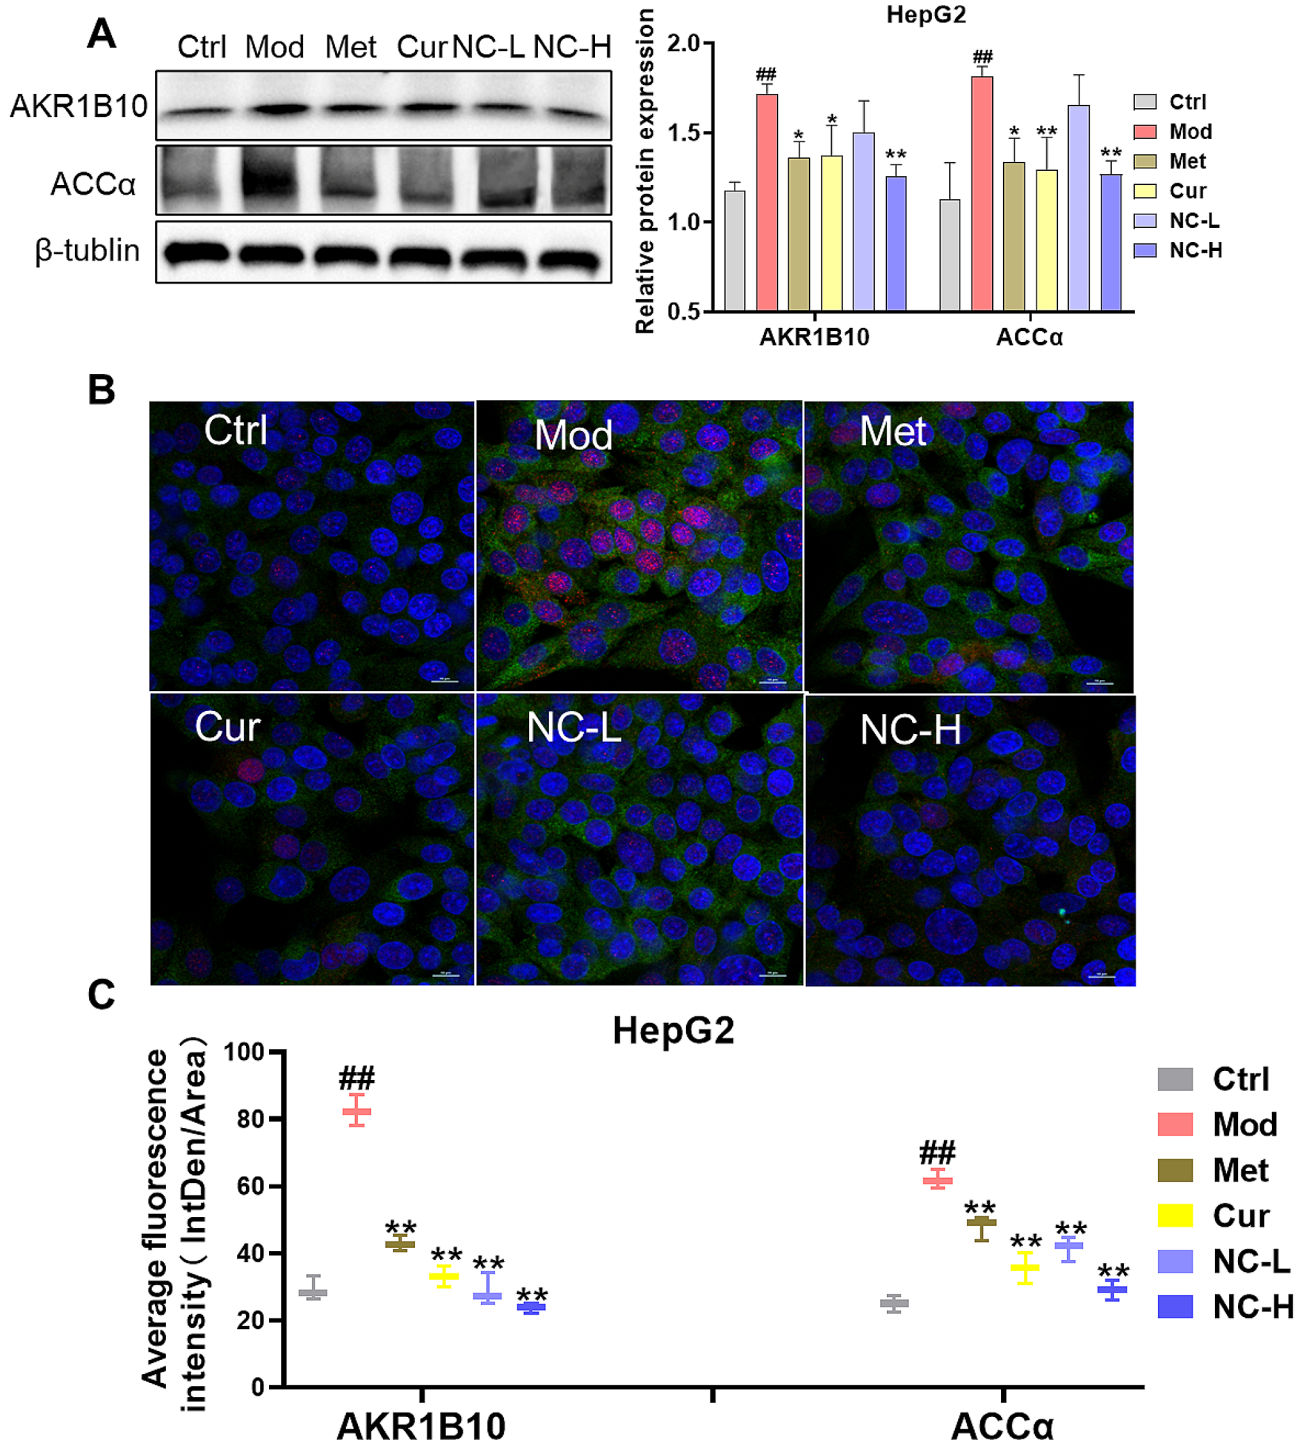 A
Ctrl Mod Met Cur NC-L NC-H
AKR1B10
ACCα
β-tublin
HepG2
Relative protein expression
2.0
1.5
1.0
0.5
##
*
*
**
##
*
**
**
AKR1B10
ACCα
Ctrl
Mod
Met
Cur
NC-L
NC-H
B
Ctrl
Mod
Met
Cur
NC-L
NC-H
C
HepG2
Average fluorescence
intensity（IntDen/Area）
100
80
60
40
20
0
##
**
**
**
**
##
**
**
**
**
AKR1B10
ACCα
Ctrl
Mod
Met
Cur
NC-L
NC-H